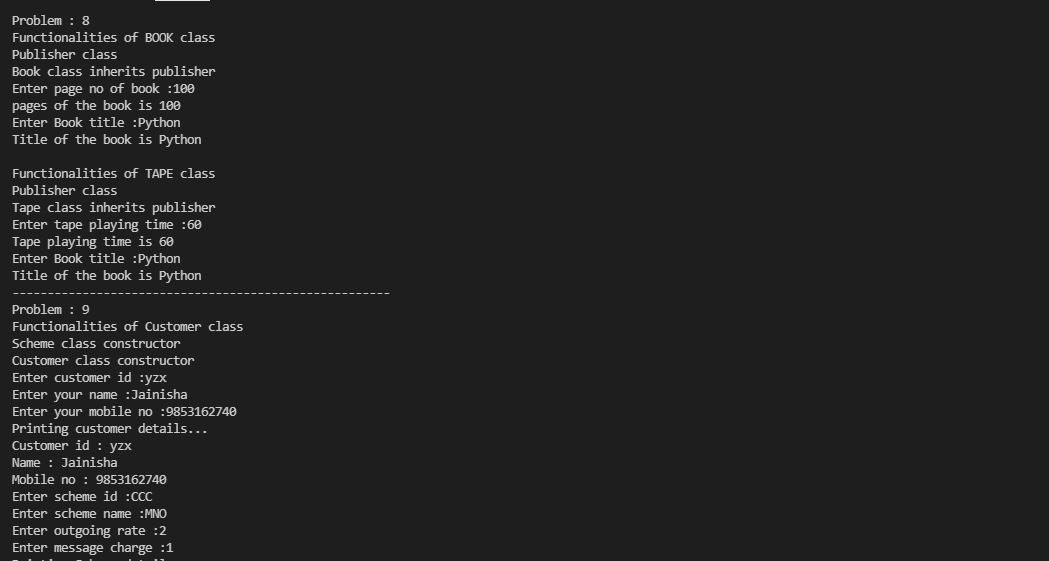 Problem : 8
Functionalities of BOOK class
Publisher class
Book class inherits publisher
Enter page no of book :100
pages of the book is 100
Enter Book title :Python
Title of the book is Python
Functionalities of TAPE class
Publisher class
Tape class inherits publisher
Enter tape playing time :60
Tape playing time is 60
Enter Book title :Python
Title of the book is Python
------------------------------------------------------
Problem : 9
Functionalities of Customer class
Scheme class constructor
Customer class constructor
Enter customer id :yzx
Enter your name :Jainisha
Enter your mobile no :9853162740
Printing customer details...
Customer id : yzx
Name : Jainisha
Mobile no : 9853162740
Enter scheme id :CCC
Enter scheme name :MNO
Enter outgoing rate :2
Enter message charge :1